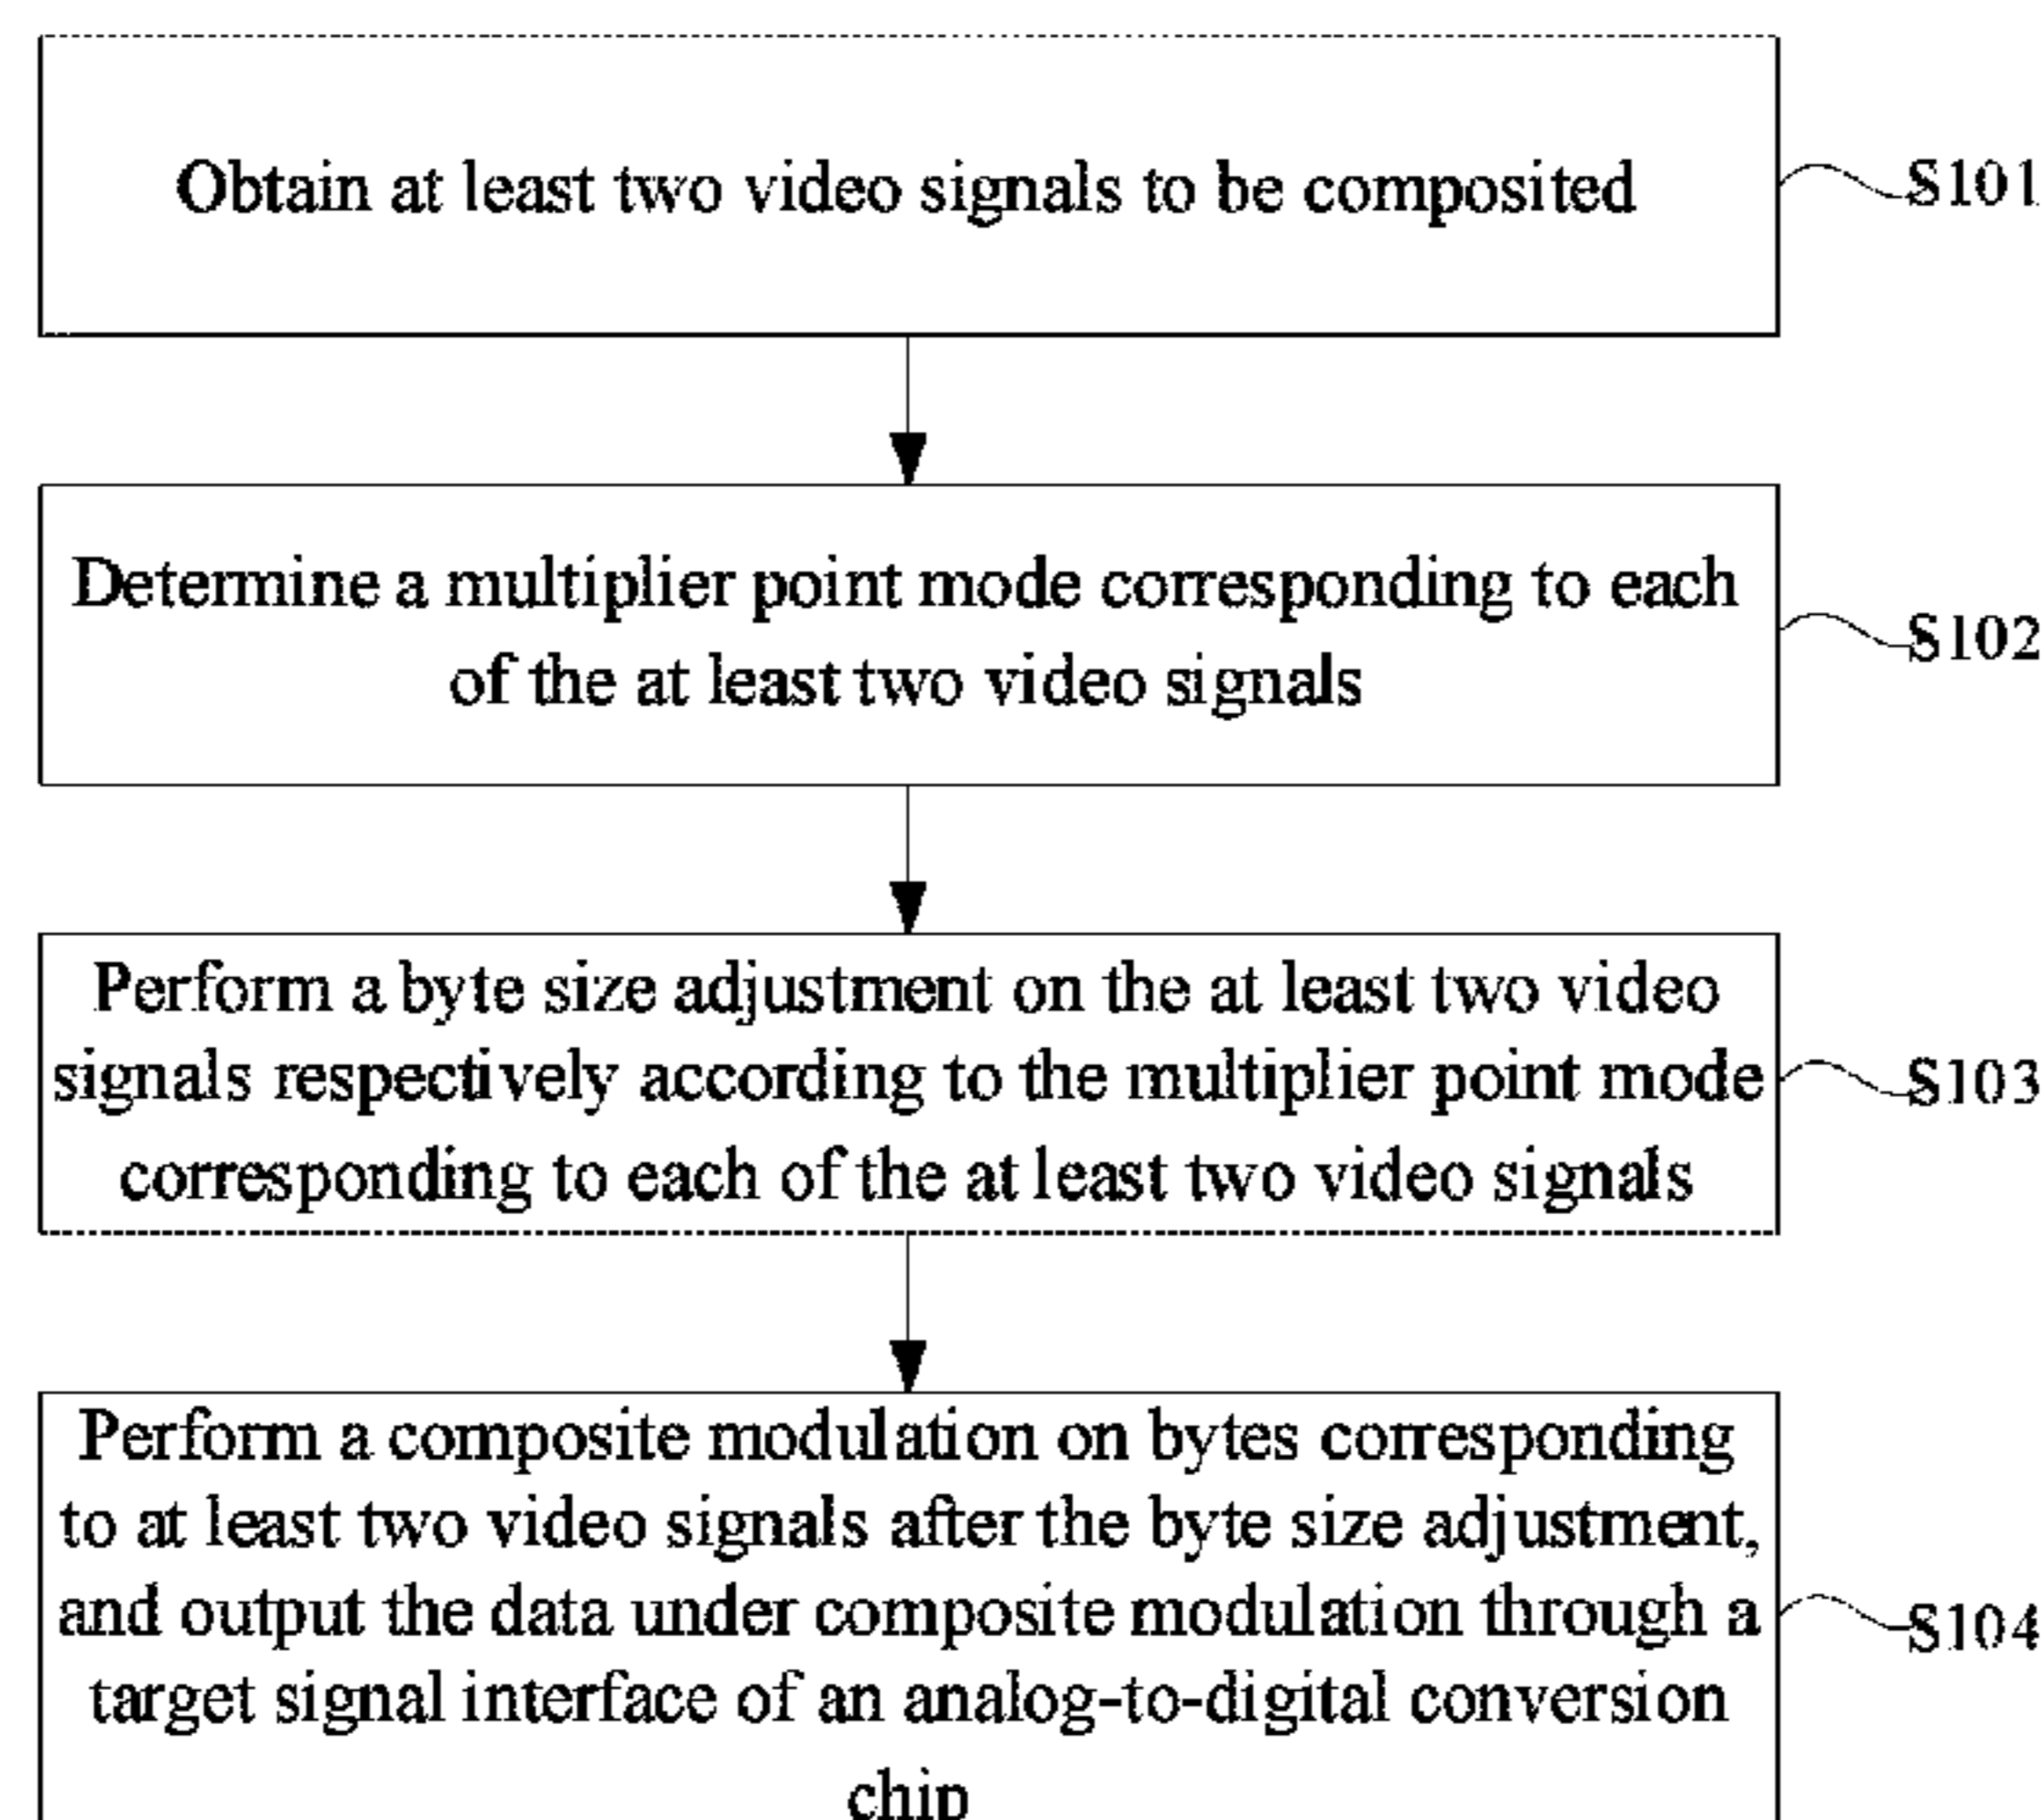 Obtain at least two video signals to be composited
S101
Determine a multiplier point mode corresponding to each
of the at least two video signals
S102
Perform a byte size adjustment on the at least two video
signals respectively according to the multiplier point mode
corresponding to each of the at least two video signals
S103
Perform a composite modulation on bytes corresponding
to at least two video signals after the byte size adjustment,
and output the data under composite modulation through a
target signal interface of an analog-to-digital conversion
chip
S104